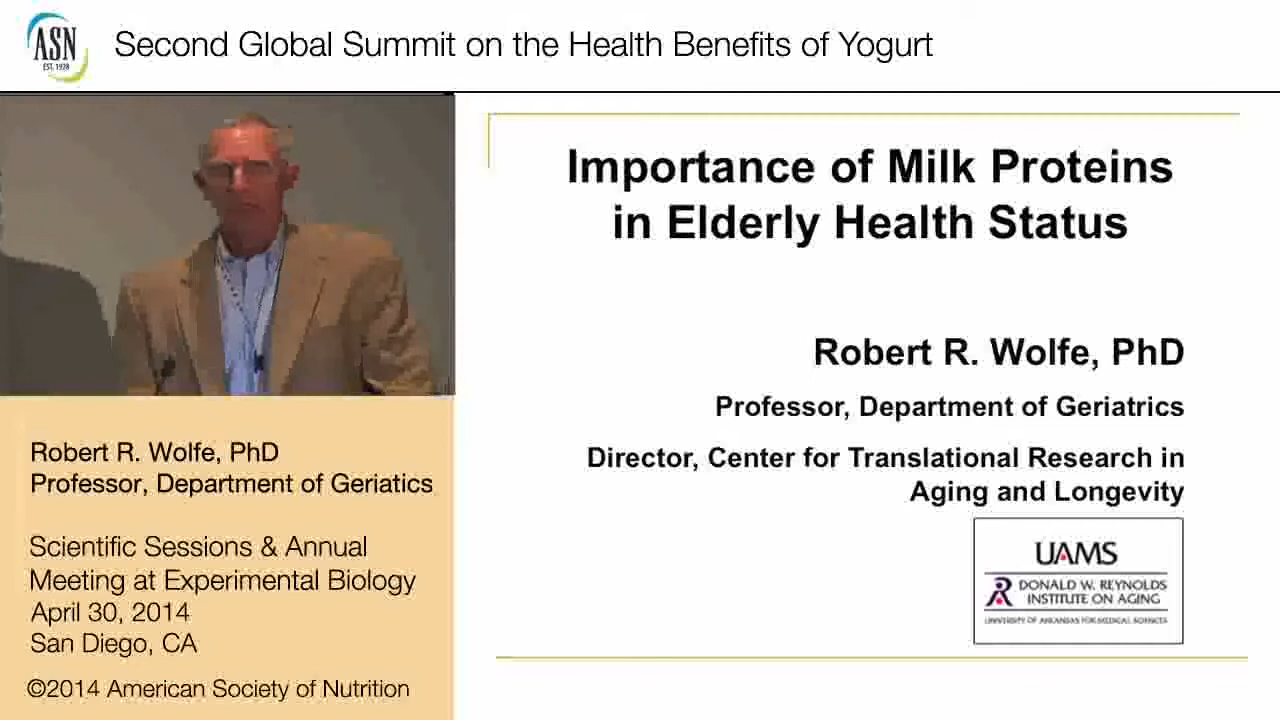 ASN
EST. 1928
Second Global Summit on the Health Benefits of Yogurt
Importance of Milk Proteins
in Elderly Health Status
Robert R. Wolfe, PhD
Professor, Department of Geriatrics
Director, Center for Translational Research in
Aging and Longevity
UAMS
DONALD W. REYNOLDS
INSTITUTE ON AGING
UNIVERSITY OF ARKANSAS FOR MEDICAL SCIENCES
Robert R. Wolfe, PhD
Professor, Department of Geriatics
Scientific Sessions & Annual
Meeting at Experimental Biology
April 30, 2014
San Diego, CA
©2014 American Society of Nutrition